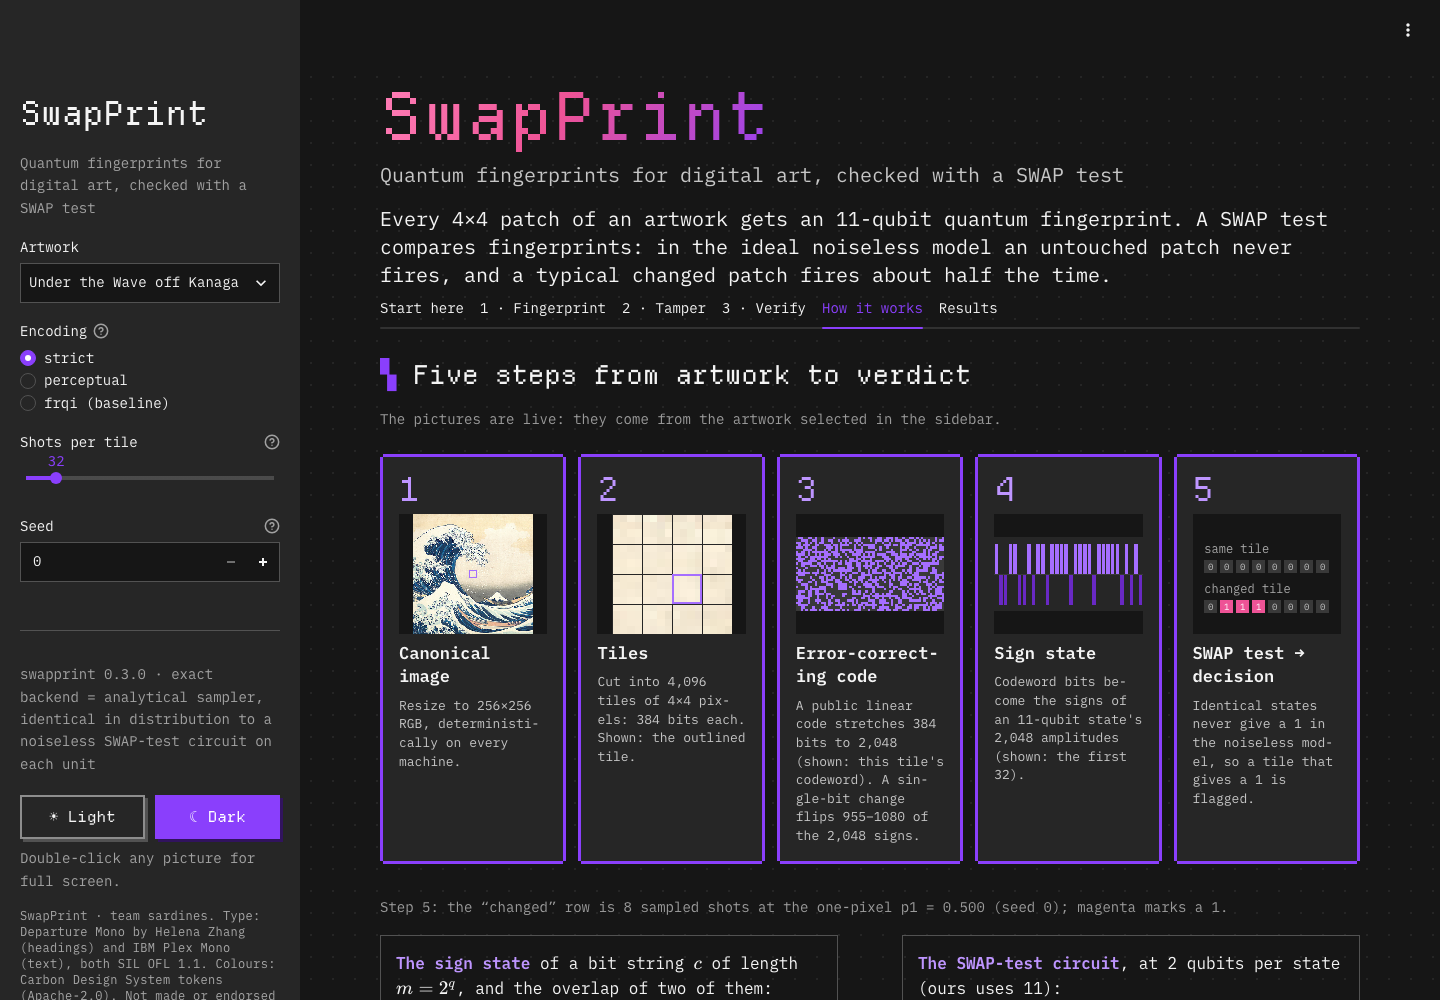 SwapPrint
Quantum fingerprints for
digital art, checked with a
SWAP test
Artwork
Under the Wave off Kanaga
Encoding
strict
perceptual
frqi (baseline)
Shots per tile
32
Seed
0
swapprint 0.3.0 · exact
backend = analytical sampler,
identical in distribution to a
noiseless SWAP-test circuit on
each unit
☀ Light
☾ Dark
Double-click any picture for
full screen.
SwapPrint · team sardines. Type:
Departure Mono by Helena Zhang
(headings) and IBM Plex Mono
(text), both SIL OFL 1.1. Colours:
Carbon Design System tokens
(Apache-2.0). Not made or endorsed
SwapPrint
Quantum fingerprints for digital art, checked with a SWAP test
Every 4×4 patch of an artwork gets an 11-qubit quantum fingerprint. A SWAP test
compares fingerprints: in the ideal noiseless model an untouched patch never
fires, and a typical changed patch fires about half the time.
Start here 1 · Fingerprint 2 · Tamper 3 · Verify How it works Results
Five steps from artwork to verdict
The pictures are live: they come from the artwork selected in the sidebar.
1
Canonical
image
Resize to 256×256
RGB, deterministi-
cally on every
machine.
2
Tiles
Cut into 4,096
tiles of 4×4 pix-
els: 384 bits each.
Shown: the outlined
tile.
3
Error-correct-
ing code
A public linear
code stretches 384
bits to 2,048
(shown: this tile's
codeword). A sin-
gle-bit change
flips 955–1080 of
the 2,048 signs.
4
Sign state
Codeword bits be-
come the signs of
an 11-qubit state's
2,048 amplitudes
(shown: the first
32).
5
same tile
0 0 0 0 0 0 0 0
changed tile
0 1 1 1 0 0 0 0
SWAP test →
decision
Identical states
never give a 1 in
the noiseless mod-
el, so a tile that
gives a 1 is
flagged.
Step 5: the “changed” row is 8 sampled shots at the one-pixel p1 = 0.500 (seed 0); magenta marks a 1.
The sign state of a bit string c of length
m = 2^q, and the overlap of two of them:
The SWAP-test circuit, at 2 qubits per state
(ours uses 11):